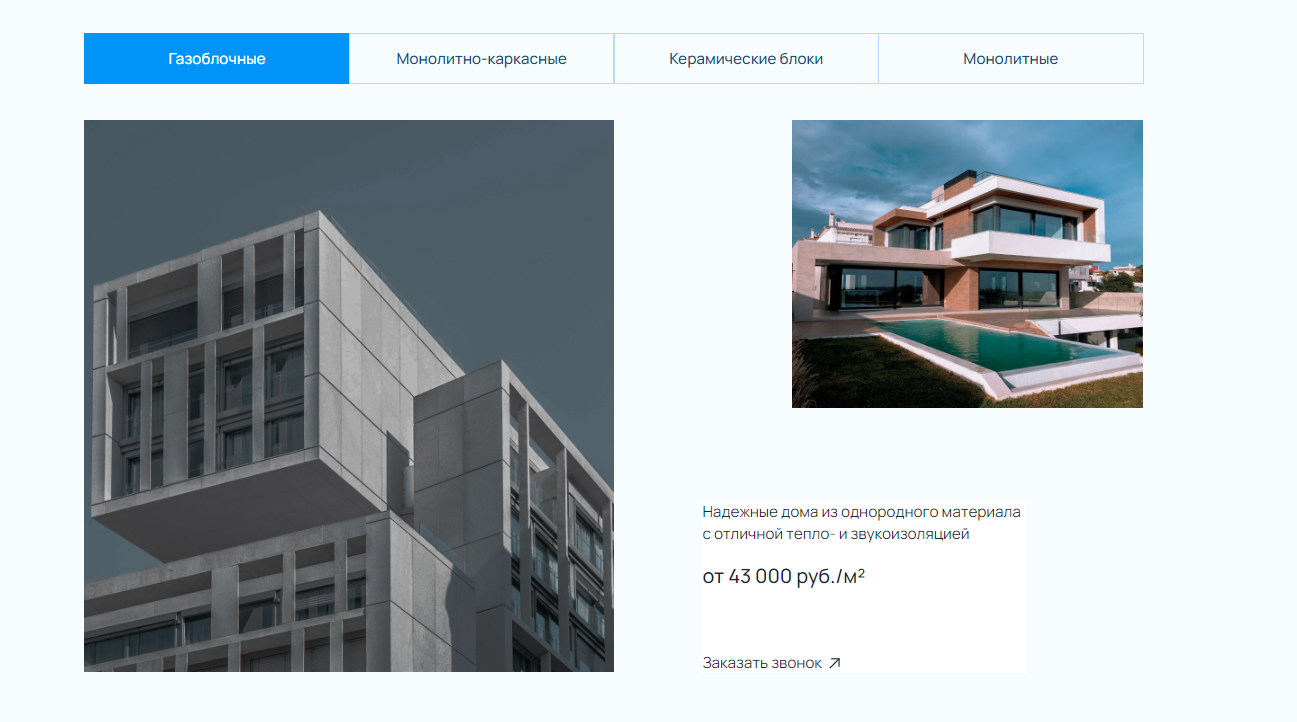 Газоблочные
Монолитно-каркасные
Керамические блоки
Монолитные
Надежные дома из однородного материала
с отличной тепло- и звукоизоляцией
от 43 000 руб./м²
Заказать звонок